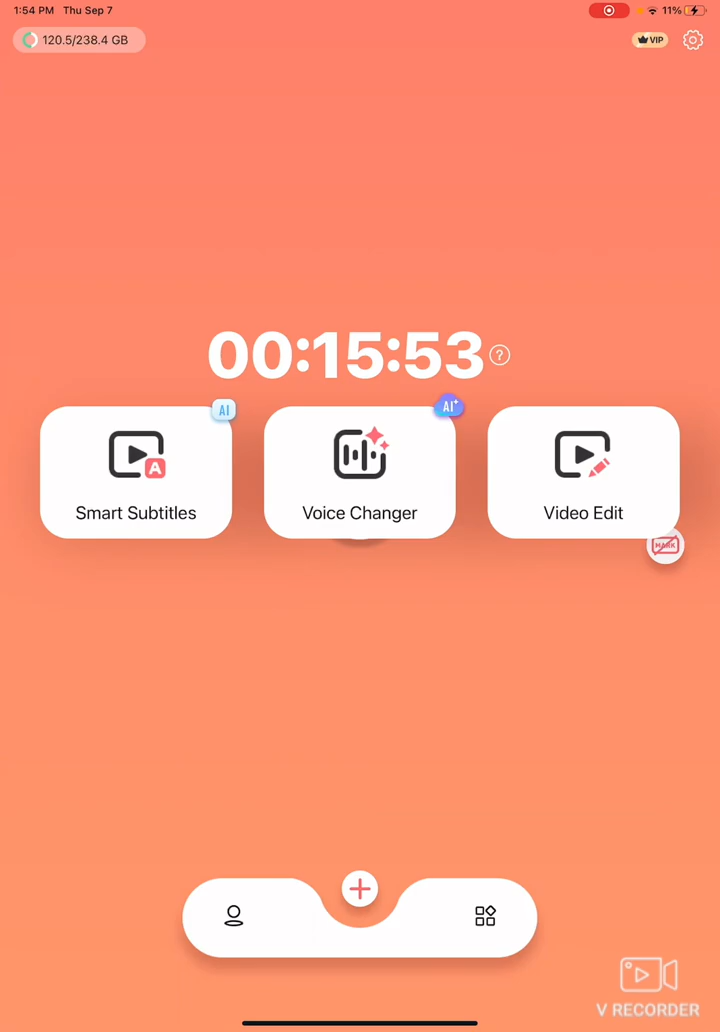 1:54 PM Thu Sep 7
11%
120.5/238.4 GB
VIP
00:15:53
?
AI
AI+
A
Smart Subtitles
Voice Changer
Video Edit
MARK
V RECORDER